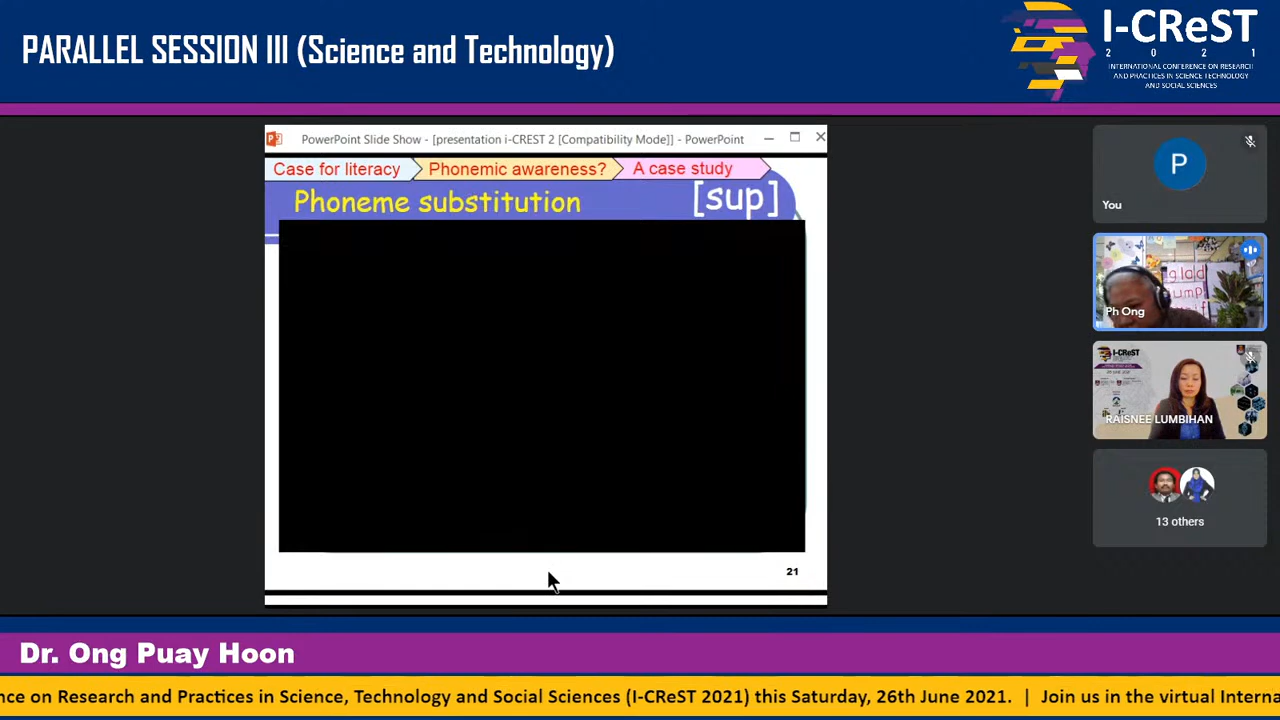 PARALLEL SESSION III (Science and Technology)
I-CReST
2 0 2 1
INTERNATIONAL CONFERENCE ON RESEARCH
AND PRACTICES IN SCIENCE TECHNOLOGY
AND SOCIAL SCIENCES
PowerPoint Slide Show - [presentation i-CREST 2 [Compatibility Mode]] - PowerPoint
Case for literacy
Phonemic awareness?
A case study
Phoneme substitution
[sup]
21
P
You
glad
ump
Ph Ong
I-CReST
RAISNEE LUMBIHAN
13 others
Dr. Ong Puay Hoon
nce on Research and Practices in Science, Technology and Social Sciences (I-CReST 2021) this Saturday, 26th June 2021. | Join us in the virtual Interna